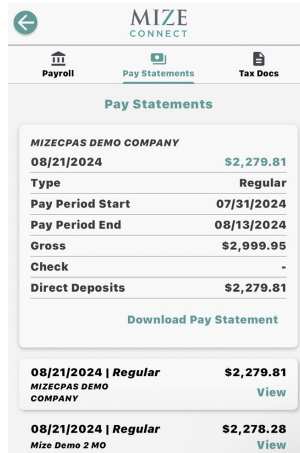 MIZE
CONNECT
Payroll
Pay Statements
Tax Docs
Pay Statements
MIZECPAS DEMO COMPANY
08/21/2024 $2,279.81
Type Regular
Pay Period Start 07/31/2024
Pay Period End 08/13/2024
Gross $2,999.95
Check -
Direct Deposits $2,279.81
Download Pay Statement
08/21/2024 | Regular $2,279.81
MIZECPAS DEMO
COMPANY
View
08/21/2024 | Regular $2,278.28
Mize Demo 2 MO View